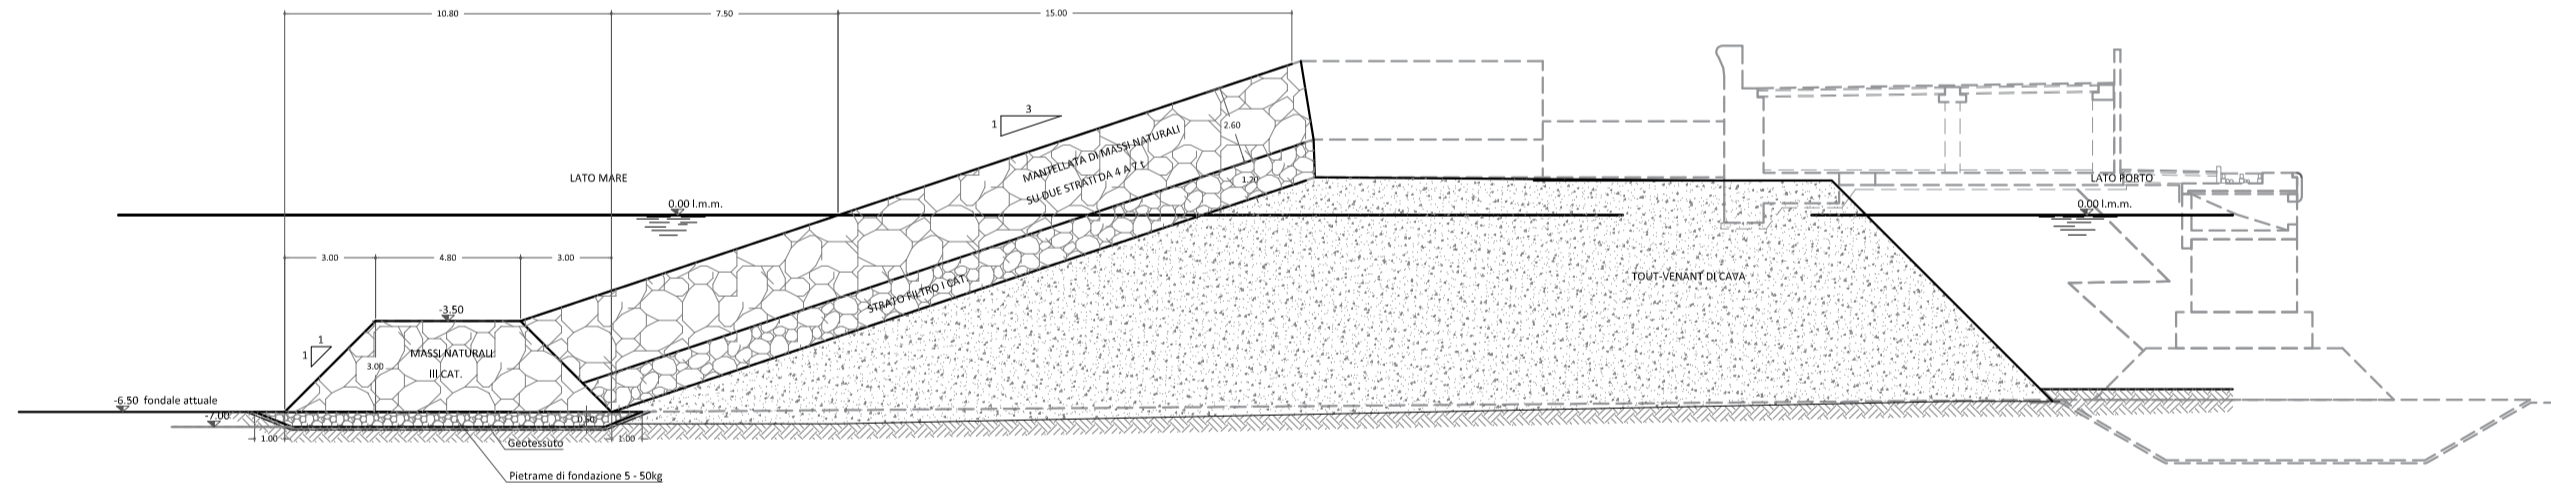 10.80
7.50
15.00
3
1
2.60
MANTELLATA DI MASSI NATURALI
SU DUE STRATI DA 4 A 7 t
1.20
LATO MARE
LATO PORTO
0.00 l.m.m.
0.00 l.m.m.
3.00
4.80
3.00
TOUT-VENANT DI CAVA
STRATO FILTRO I CAT.
-3.50
1
1
MASSI NATURALI
III CAT.
3.00
-6.50 fondale attuale
-7.00
0.50
1.00
1.00
Geotessuto
Pietrame di fondazione 5 - 50kg